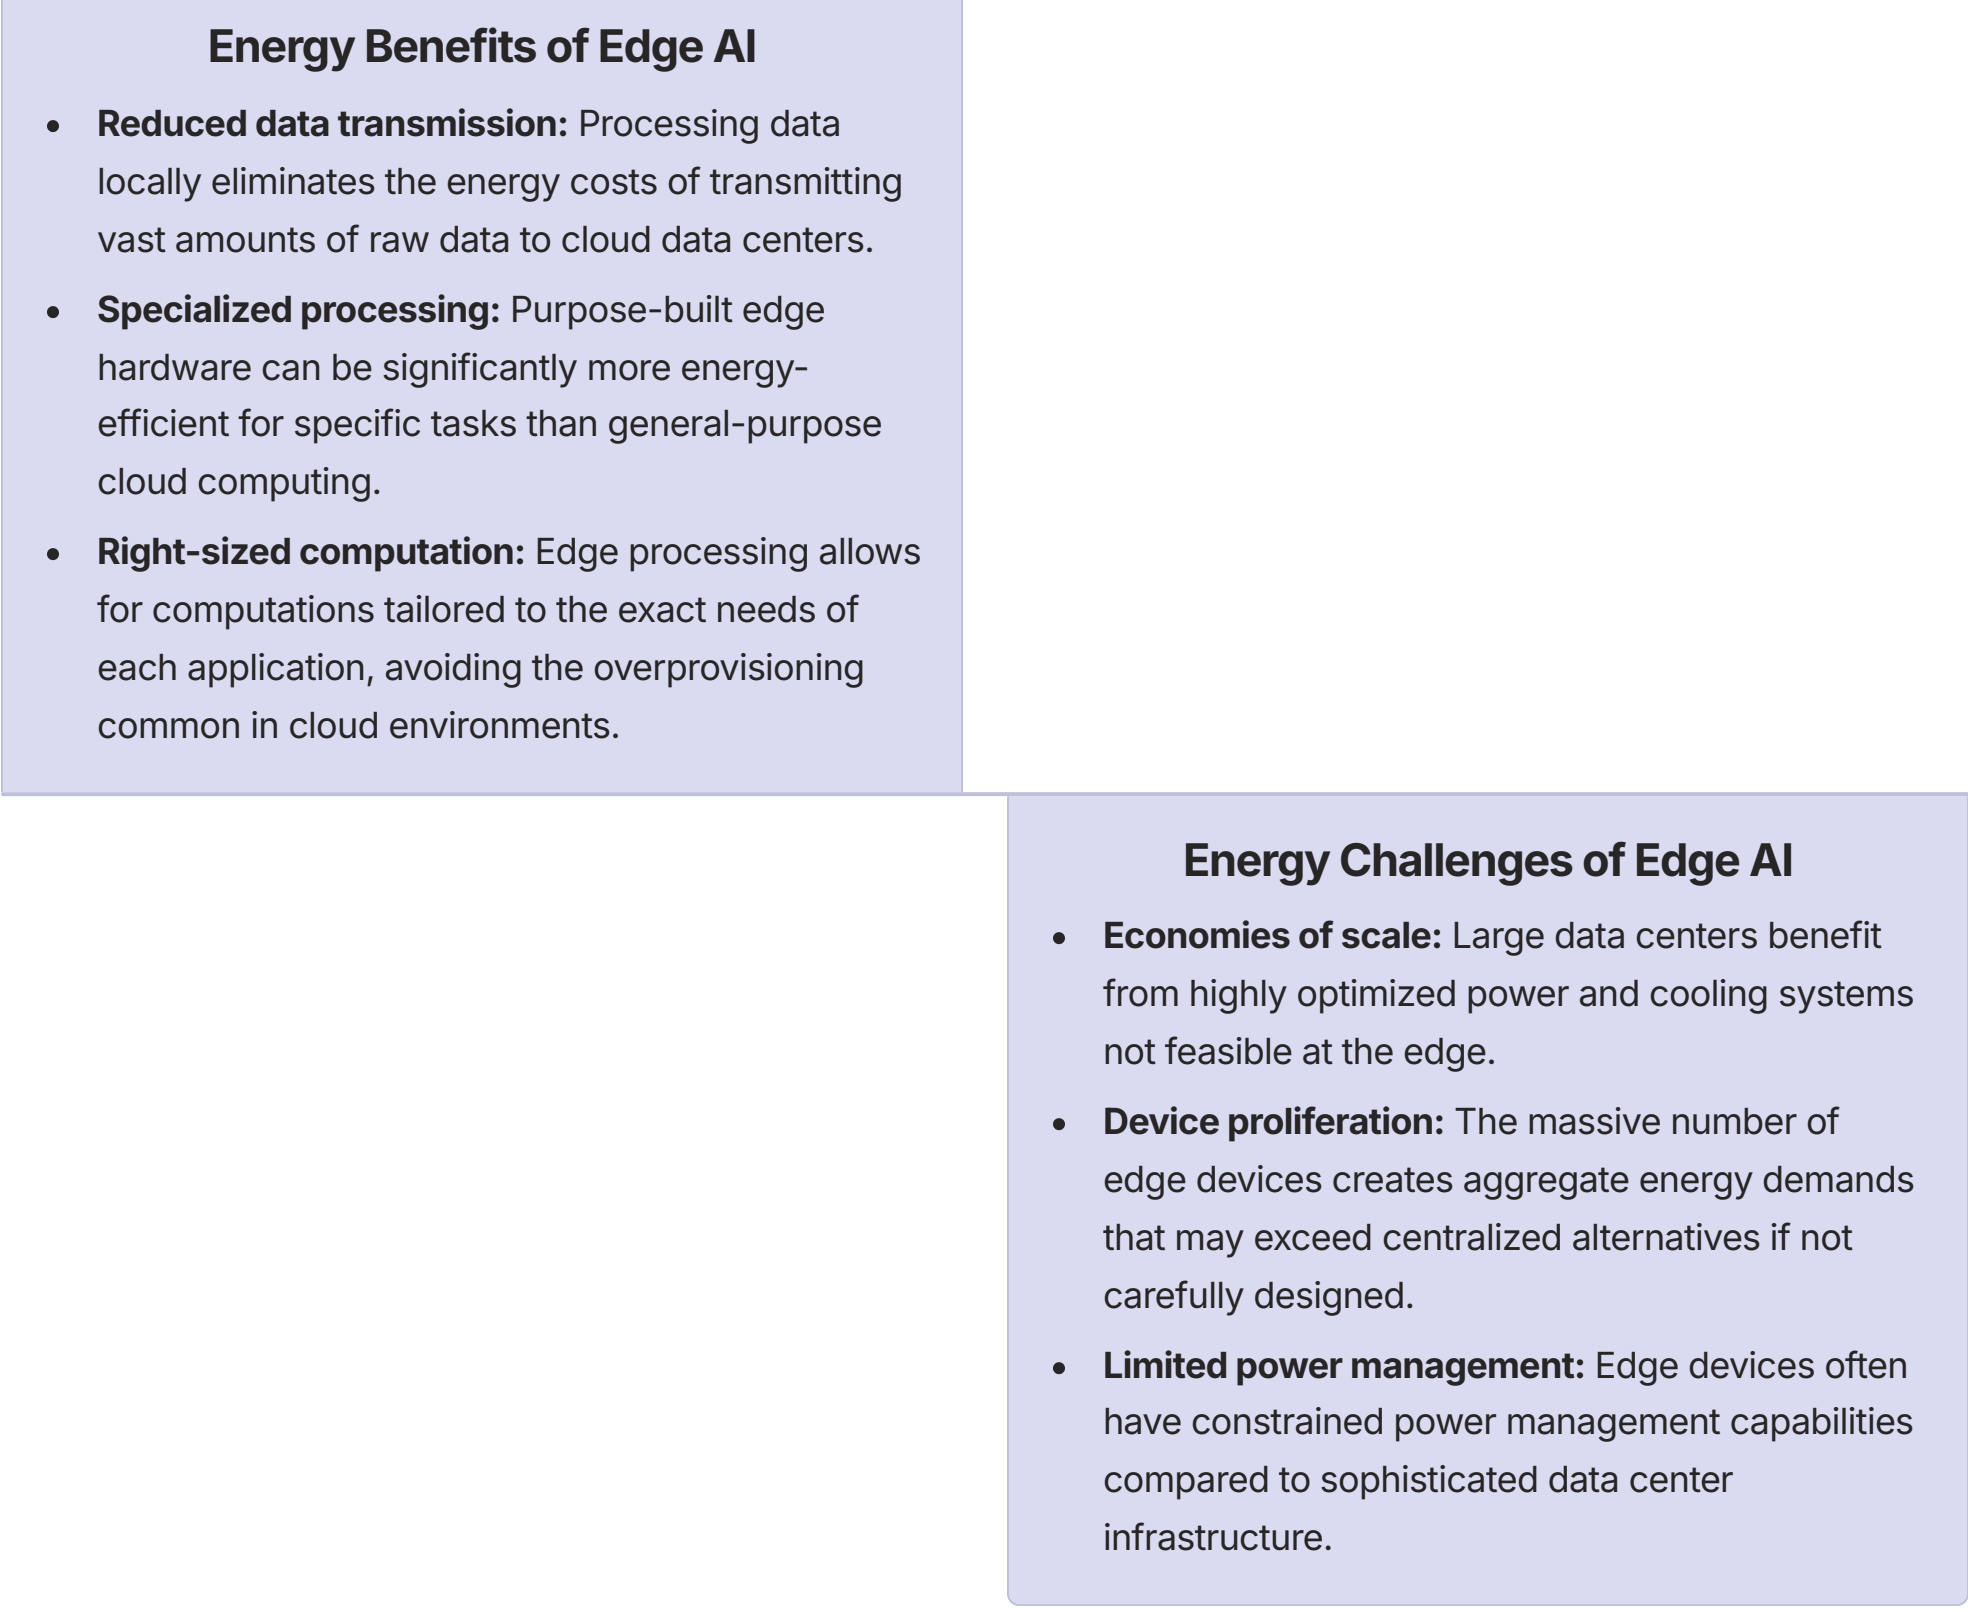 Energy Benefits of Edge AI
• Reduced data transmission: Processing data
locally eliminates the energy costs of transmitting
vast amounts of raw data to cloud data centers.
• Specialized processing: Purpose-built edge
hardware can be significantly more energy-
efficient for specific tasks than general-purpose
cloud computing.
• Right-sized computation: Edge processing allows
for computations tailored to the exact needs of
each application, avoiding the overprovisioning
common in cloud environments.
Energy Challenges of Edge AI
• Economies of scale: Large data centers benefit
from highly optimized power and cooling systems
not feasible at the edge.
• Device proliferation: The massive number of
edge devices creates aggregate energy demands
that may exceed centralized alternatives if not
carefully designed.
• Limited power management: Edge devices often
have constrained power management capabilities
compared to sophisticated data center
infrastructure.